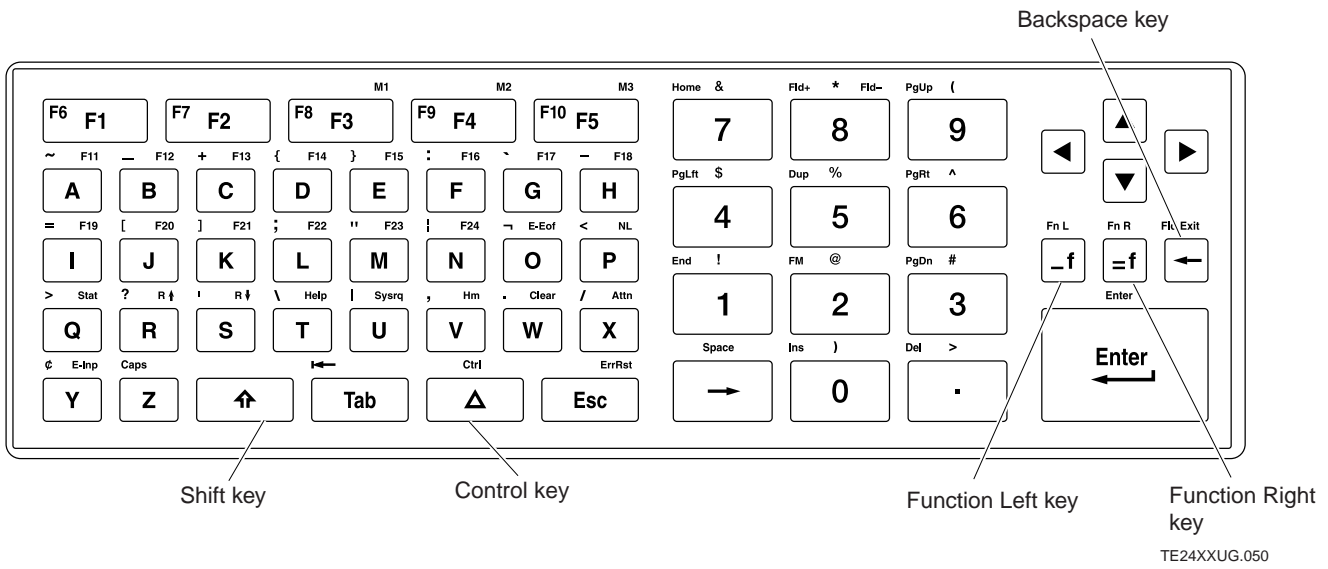 Backspace key
M1 M2 M3 Home & Fld+ * Fld– PgUp (
F6 F1 F7 F2 F8 F3 F9 F4 F10 F5 7 8 9
~ F11 _ F12 + F13 { F14 } F15 : F16 ` F17 – F18
A B C D E F G H
PgLft $ Dup % PgRt ^
4 5 6
= F19 [ F20 ] F21 ; F22 " F23 ¦ F24 ¬ E-Eof < NL
Fn L Fn R Exit
I J K L M N O P
–f =f ←
End ! FM @ PgDn #
1 2 3
Enter
> Stat ? R ' R \ Help | Sysrq , Hm . Clear / Attn
Q R S T U V W X
Space Ins ) Del >
→ 0 .
Enter
¢ E-Inp Caps Ctrl ErrRst
Y Z Tab Esc
Shift key
Control key
Function Left key
Function Right
key
TE24XXUG.050